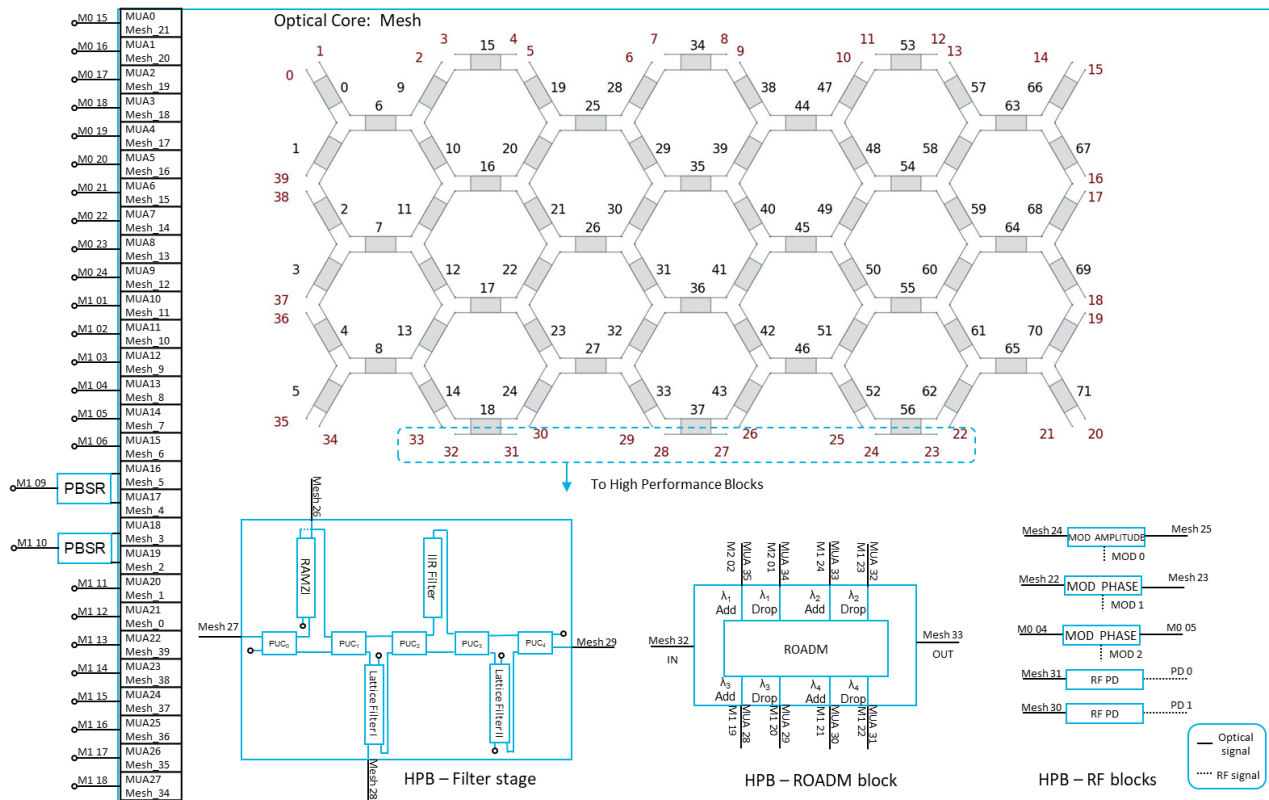 M0 15
MUA0
Mesh_21
M0 16
MUA1
Mesh_20
M0 17
MUA2
Mesh_19
M0 18
MUA3
Mesh_18
M0 19
MUA4
Mesh_17
M0 20
MUA5
Mesh_16
M0 21
MUA6
Mesh_15
M0 22
MUA7
Mesh_14
M0 23
MUA8
Mesh_13
M0 24
MUA9
Mesh_12
M1 01
MUA10
Mesh_11
M1 02
MUA11
Mesh_10
M1 03
MUA12
Mesh_9
M1 04
MUA13
Mesh_8
M1 05
MUA14
Mesh_7
M1 06
MUA15
Mesh_6
M1 09
PBSR
MUA16
Mesh_5
MUA17
Mesh_4
M1 10
PBSR
MUA18
Mesh_3
MUA19
Mesh_2
M1 11
MUA20
Mesh_1
M1 12
MUA21
Mesh_0
M1 13
MUA22
Mesh_39
M1 14
MUA23
Mesh_38
M1 15
MUA24
Mesh_37
M1 16
MUA25
Mesh_36
M1 17
MUA26
Mesh_35
M1 18
MUA27
Mesh_34
Optical Core: Mesh
1 3 15 4 7 34 8 11 53 12 14
0 2 5 6 9 10 13 15
0 9 19 28 38 47 57 66
6 25 44 63
1 10 20 29 39 48 58 67
16 35 54
39 16
38 17
2 11 21 30 40 49 59 68
7 26 45 64
3 12 22 31 41 50 60 69
17 36 55
37 18
36 19
4 13 23 32 42 51 61 70
8 27 46 65
5 14 24 33 43 52 62 71
18 37 56
35 34 33 30 29 26 25 22 21 20
32 31 28 27 24 23
To High Performance Blocks
Mesh 26
RAMZI
IIR Filter
Mesh 27
PUC0
PUC1
PUC2
PUC3
PUC4
Mesh 29
Lattice Filter I
Lattice Filter II
Mesh 28
HPB – Filter stage
M2 02
MUA 35
M2 01
MUA 34
M1 24
MUA 33
M1 23
MUA 32
λ1 Add
λ1 Drop
λ2 Add
λ2 Drop
Mesh 32
IN
ROADM
Mesh 33
OUT
λ3 Add
λ3 Drop
λ4 Add
λ4 Drop
M1 19
MUA 28
M1 20
MUA 29
M1 21
MUA 30
M1 22
MUA 31
HPB – ROADM block
Mesh 24
MOD AMPLITUDE
Mesh 25
MOD 0
Mesh 22
MOD PHASE
Mesh 23
MOD 1
M0 04
MOD PHASE
M0 05
MOD 2
Mesh 31
RF PD
PD 0
Mesh 30
RF PD
PD 1
HPB – RF blocks
Optical
signal
RF signal